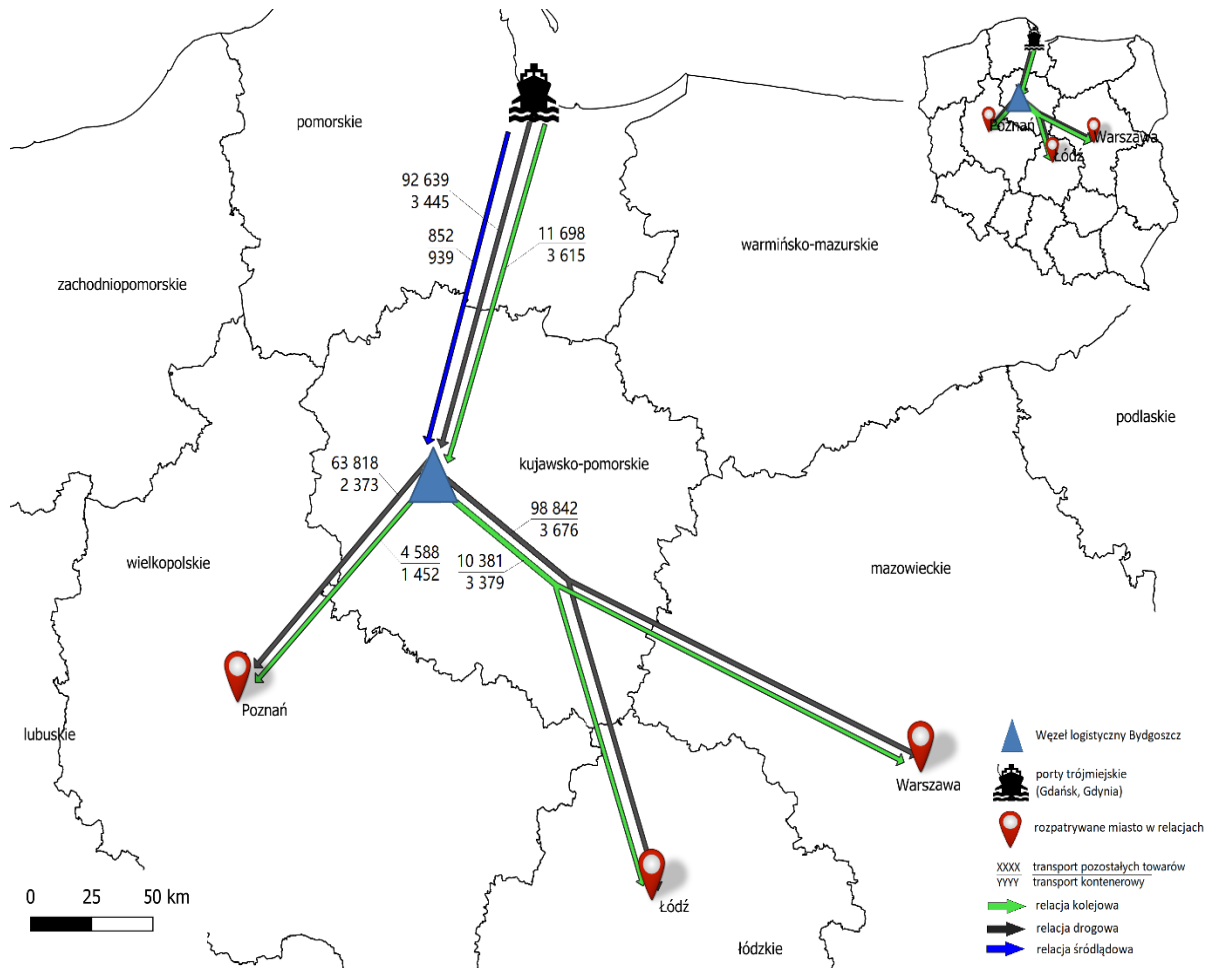 pomorskie
92 639
3 445
852
939
11 698
3 615
warmińsko-mazurskie
zachodniopomorskie
Poznań
Warszawa
Łódź
podlaskie
kujawsko-pomorskie
63 818
2 373
98 842
3 676
4 588
1 452
10 381
3 379
wielkopolskie
mazowieckie
Poznań
lubuskie
Warszawa
Łódź
łódzkie
0 25 50 km
Węzeł logistyczny Bydgoszcz
porty trójmiejskie
(Gdańsk, Gdynia)
rozpatrywane miasto w relacjach
XXXX transport pozostałych towarów
YYYY transport kontenerowy
relacja kolejowa
relacja drogowa
relacja śródlądowa